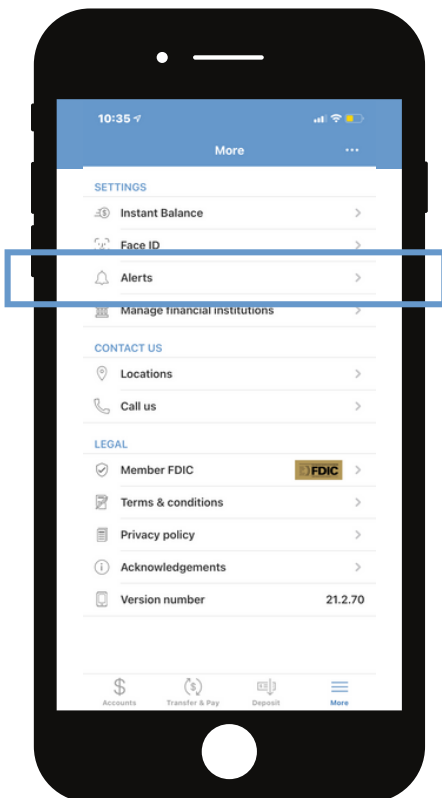 10:35
More
SETTINGS
Instant Balance
Face ID
Alerts
Manage financial institutions
CONTACT US
Locations
Call us
LEGAL
Member FDIC FDIC
Terms & conditions
Privacy policy
Acknowledgements
Version number 21.2.70
Accounts Transfer & Pay Deposit More